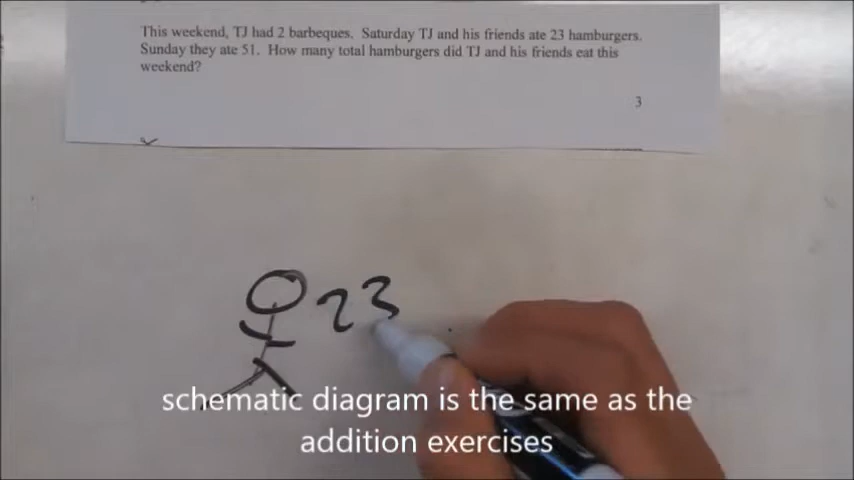 This weekend, TJ had 2 barbeques. Saturday TJ and his friends ate 23 hamburgers.
Sunday they ate 51. How many total hamburgers did TJ and his friends eat this
weekend?
3
23
schematic diagram is the same as the
addition exercises